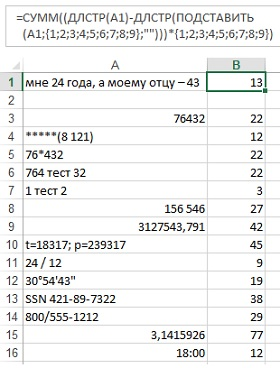 =СУММ((ДЛСТР(A1)-ДЛСТР(ПОДСТАВИТЬ
(A1;{1;2;3;4;5;6;7;8;9};"")))*{1;2;3;4;5;6;7;8;9})
A B
1 мне 24 года, а моему отцу – 43 13
2
3 76432 22
4 *****(8 121) 12
5 76*432 22
6 764 тест 32 22
7 1 тест 2 3
8 156 546 27
9 3127543,791 42
10 t=18317; p=239317 45
11 24 / 12 9
12 30°54'43" 19
13 SSN 421-89-7322 38
14 800/555-1212 29
15 3,1415926 77
16 18:00 12